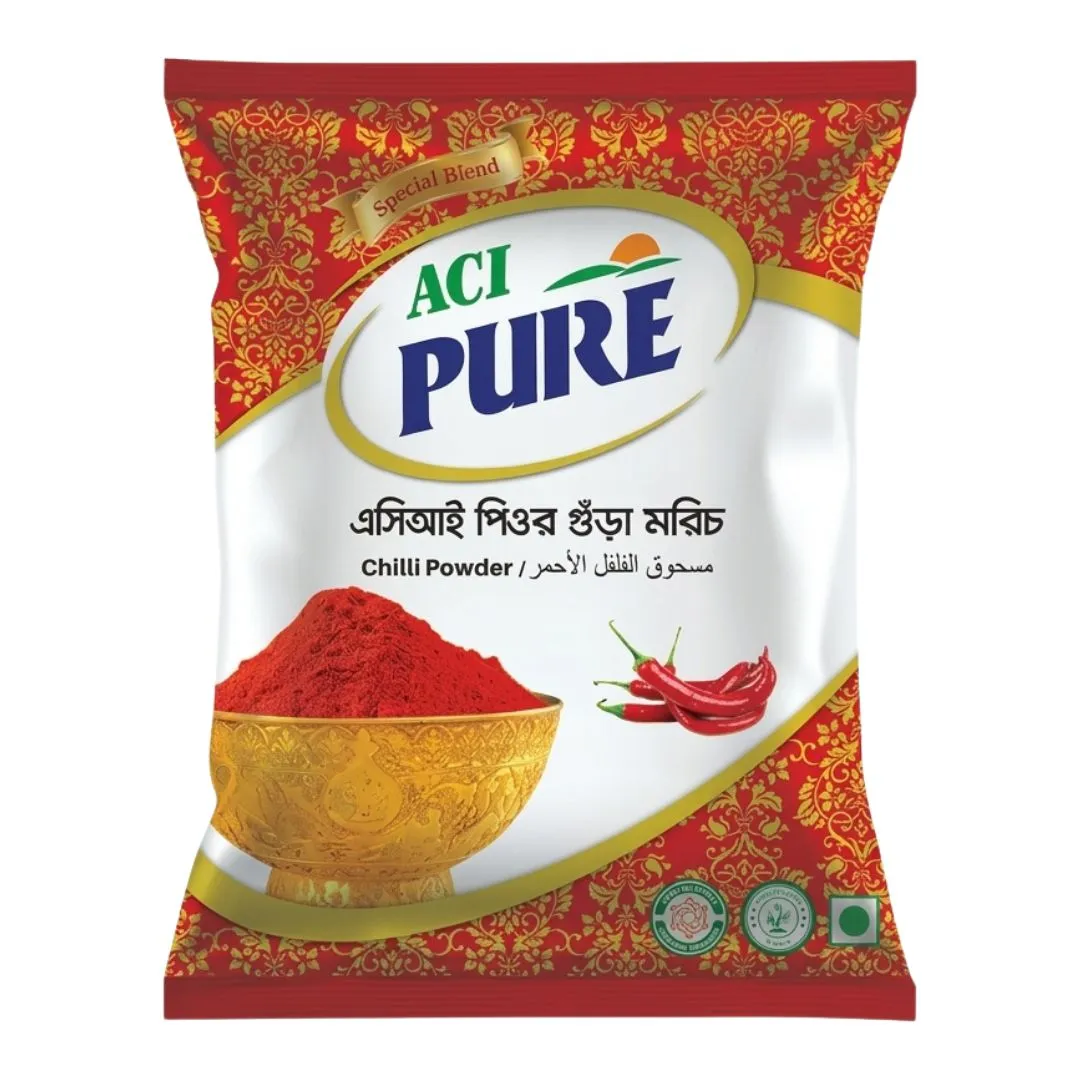 Special Blend
ACI
PURE
এসিআই পিওর গুঁড়া মরিচ
Chilli Powder / مسحوق الفلفل الأحمر